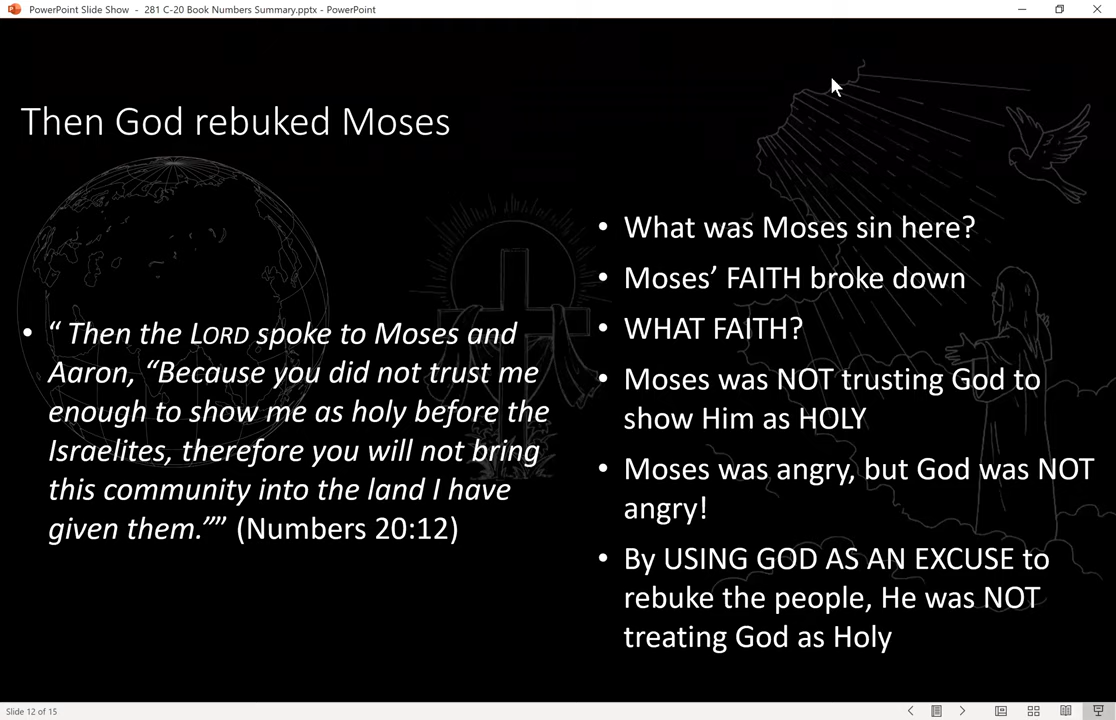 PowerPoint Slide Show - 281 C-20 Book Numbers Summary.pptx - PowerPoint
Then God rebuked Moses
• “ Then the LORD spoke to Moses and
Aaron, “Because you did not trust me
enough to show me as holy before the
Israelites, therefore you will not bring
this community into the land I have
given them.”” (Numbers 20:12)
• What was Moses sin here?
• Moses’ FAITH broke down
• WHAT FAITH?
• Moses was NOT trusting God to
show Him as HOLY
• Moses was angry, but God was NOT
angry!
• By USING GOD AS AN EXCUSE to
rebuke the people, He was NOT
treating God as Holy
Slide 12 of 15